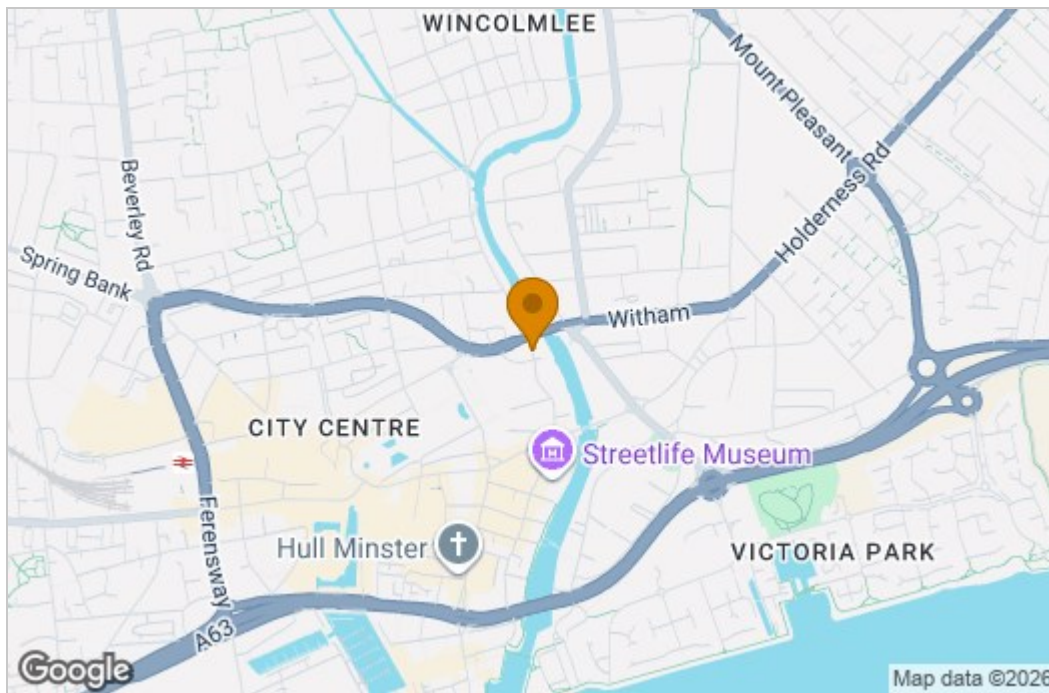 WINCOLMLEE
Mount Pleasant
Beverley Rd
Holderness Rd
Spring Bank
Witham
CITY CENTRE
Streetlife Museum
Ferensway
Hull Minster
VICTORIA PARK
A63
Google
Map data ©2026